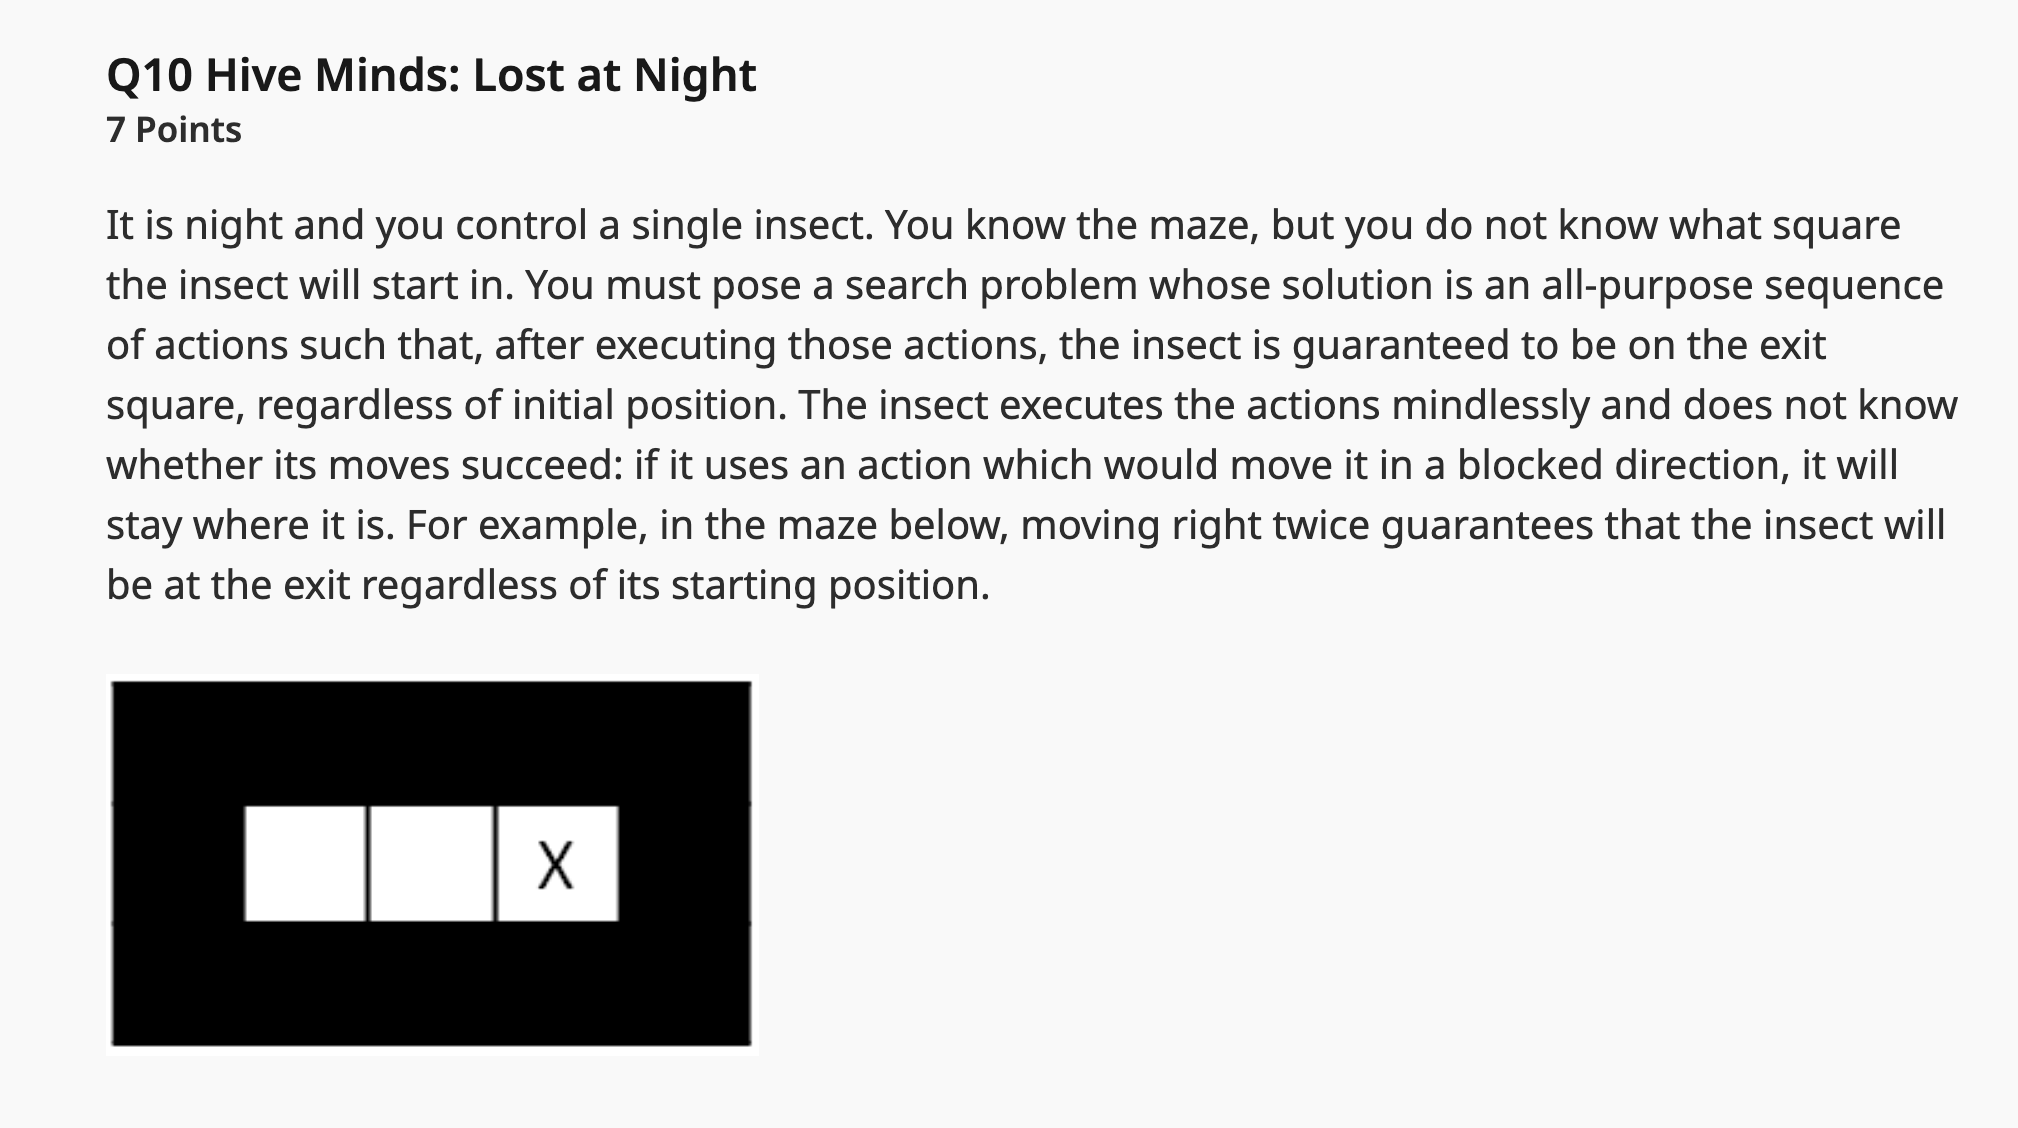 Q10 Hive Minds: Lost at Night
7 Points
It is night and you control a single insect. You know the maze, but you do not know what square
the insect will start in. You must pose a search problem whose solution is an all-purpose sequence
of actions such that, after executing those actions, the insect is guaranteed to be on the exit
square, regardless of initial position. The insect executes the actions mindlessly and does not know
whether its moves succeed: if it uses an action which would move it in a blocked direction, it will
stay where it is. For example, in the maze below, moving right twice guarantees that the insect will
be at the exit regardless of its starting position.
X